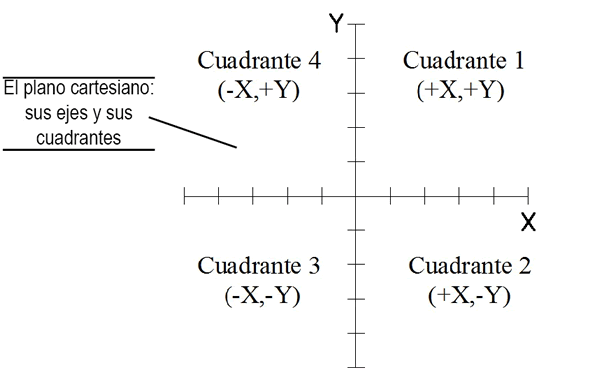 Y
Cuadrante 4
(-X,+Y)
Cuadrante 1
(+X,+Y)
El plano cartesiano:
sus ejes y sus
cuadrantes
X
Cuadrante 3
(-X,-Y)
Cuadrante 2
(+X,-Y)